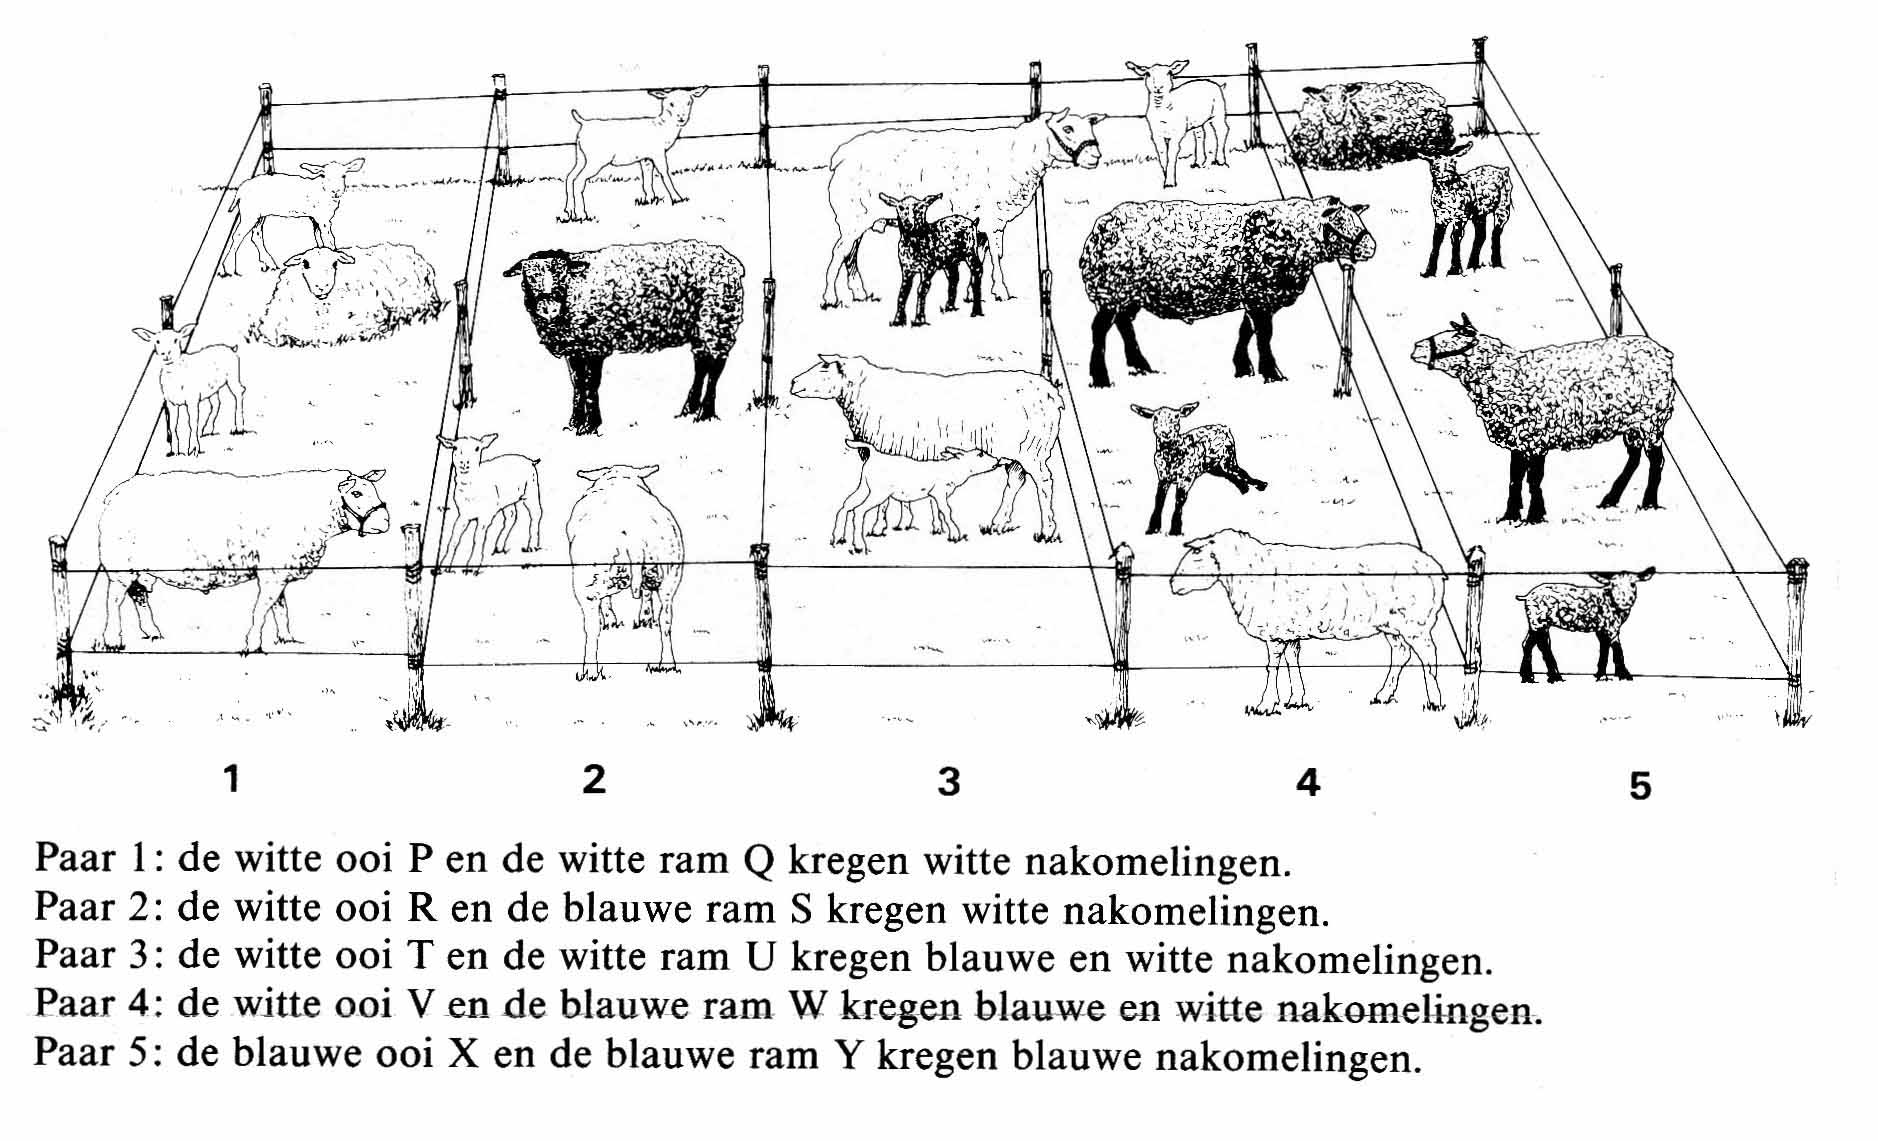 1 2 3 4 5
Paar 1: de witte ooi P en de witte ram Q kregen witte nakomelingen.
Paar 2: de witte ooi R en de blauwe ram S kregen witte nakomelingen.
Paar 3: de witte ooi T en de witte ram U kregen blauwe en witte nakomelingen.
Paar 4: de witte ooi V en de blauwe ram W kregen blauwe en witte nakomelingen.
Paar 5: de blauwe ooi X en de blauwe ram Y kregen blauwe nakomelingen.